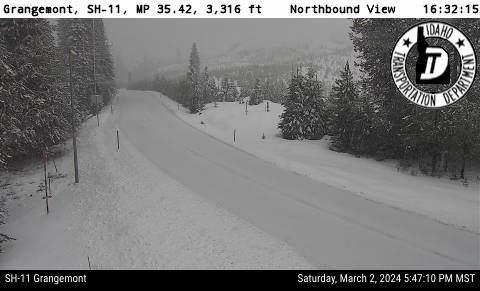 Grangemont, SH-11, MP 35.42, 3,316 ft Northbound View 16:32:15
IDAHO
TRANSPORTATION DEPARTMENT
SH-11 Grangemont Saturday, March 2, 2024 5:47:10 PM MST